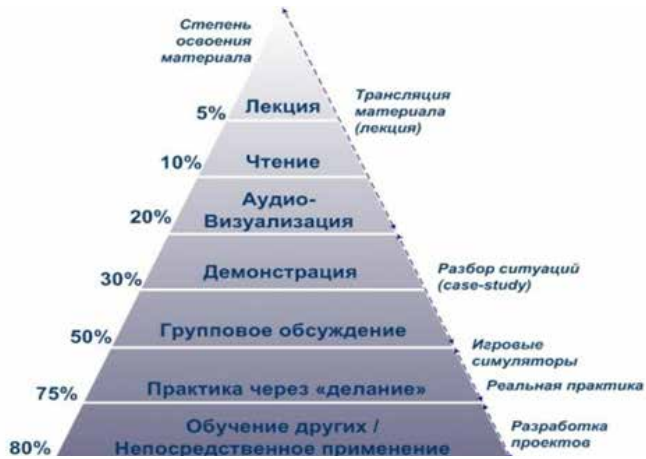 Степень
освоения
материала
5%
Лекция
Трансляция
материала
(лекция)
10%
Чтение
20%
Аудио-
Визуализация
30%
Демонстрация
Разбор ситуаций
(case-study)
50%
Групповое обсуждение
Игровые
симуляторы
75%
Практика через «делание»
Реальная практика
80%
Обучение других /
Непосредственное применение
Разработка
проектов